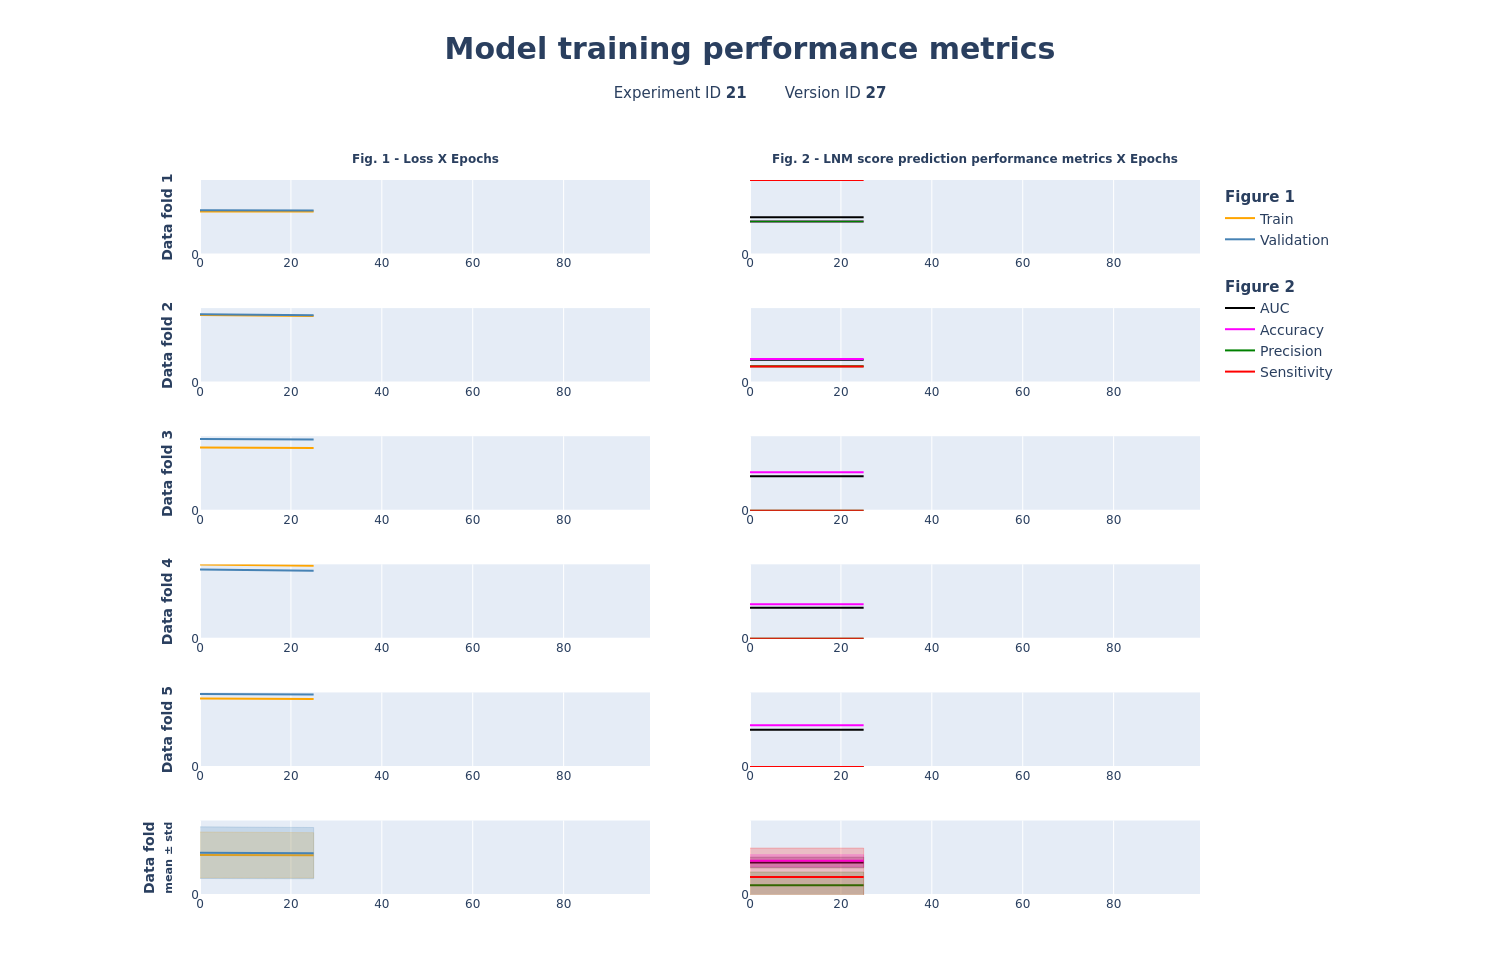 Model training performance metrics
Experiment ID 21 Version ID 27
Fig. 1 - Loss X Epochs
Fig. 2 - LNM score prediction performance metrics X Epochs
Data fold 1
0
0 20 40 60 80
0
0 20 40 60 80
Data fold 2
0
0 20 40 60 80
0
0 20 40 60 80
Data fold 3
0
0 20 40 60 80
0
0 20 40 60 80
Data fold 4
0
0 20 40 60 80
0
0 20 40 60 80
Data fold 5
0
0 20 40 60 80
0
0 20 40 60 80
Data fold
mean ± std
0
0 20 40 60 80
0
0 20 40 60 80
Figure 1
Train
Validation
Figure 2
AUC
Accuracy
Precision
Sensitivity